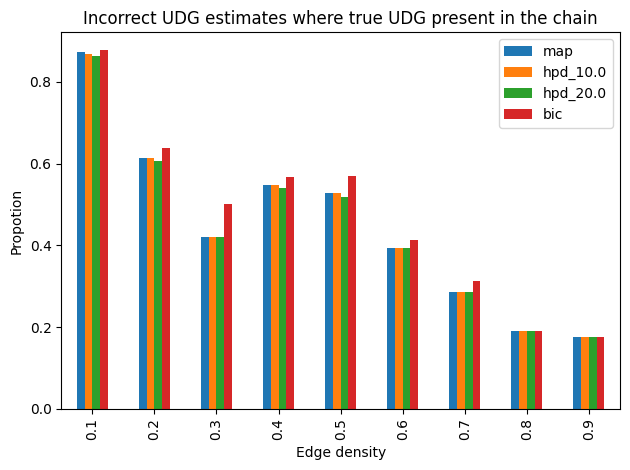 Incorrect UDG estimates where true UDG present in the chain
map
hpd_10.0
hpd_20.0
bic
0.8
0.6
0.4
0.2
0.0
Propotion
0.1 0.2 0.3 0.4 0.5 0.6 0.7 0.8 0.9
Edge density